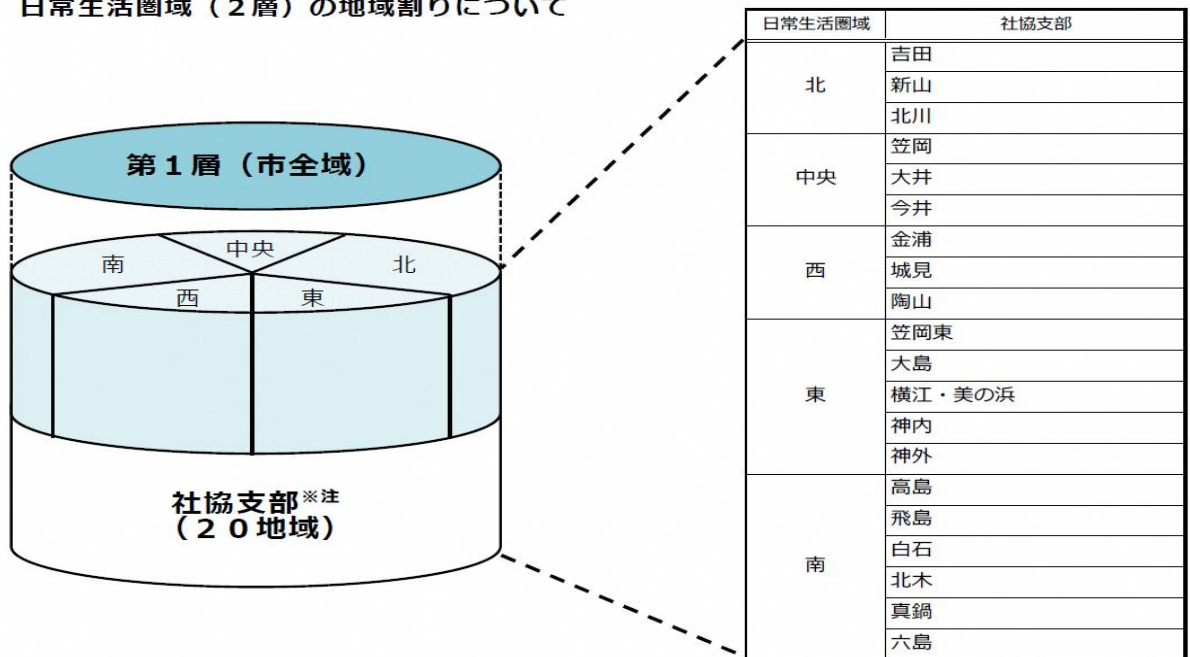 日常生活圏域（２層）の地域割りについて
第１層（市全域）
中央
南
北
西
東
社協支部※注
（２０地域）
日常生活圏域 社協支部
北
吉田
新山
北川
中央
笠岡
大井
今井
西
金浦
城見
陶山
東
笠岡東
大島
横江・美の浜
神内
神外
南
高島
飛島
白石
北木
真鍋
六島